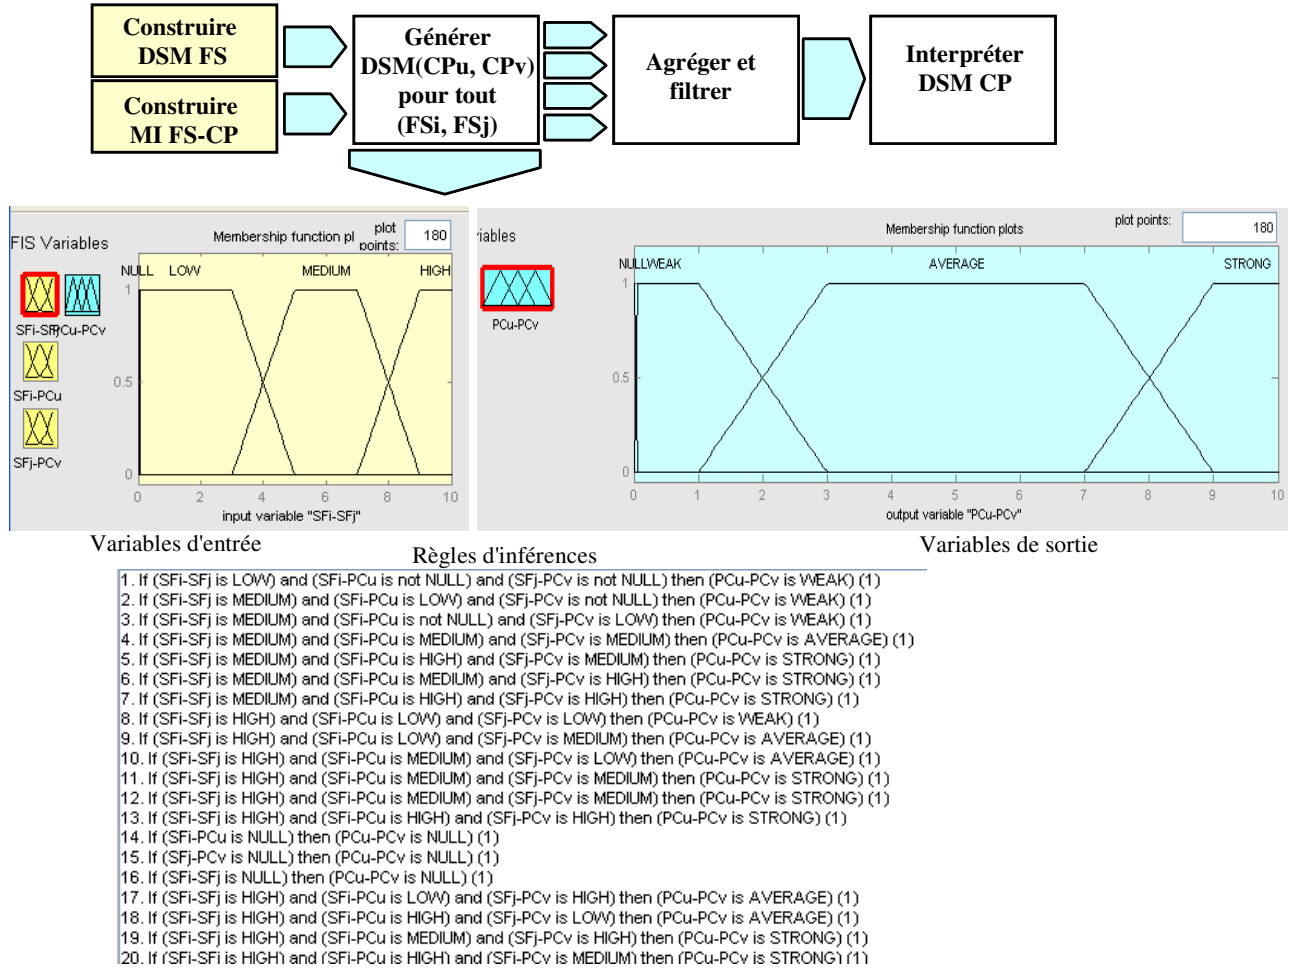 Construire
DSM FS
Construire
MI FS-CP
Générer
DSM(CPu, CPv)
pour tout
(FSi, FSj)
Agréger et
filtrer
Interpréter
DSM CP
FIS Variables
SFi-SFj
PCu-PCv
SFi-PCu
SFj-PCv
Membership function pl
plot
points:
180
NULL LOW MEDIUM HIGH
1
0.5
0
0 2 4 6 8 10
input variable "SFi-SFj"
riables
PCu-PCv
Membership function plots
plot points:
180
NULL WEAK AVERAGE STRONG
1
0.5
0
0 1 2 3 4 5 6 7 8 9 10
output variable "PCu-PCv"
Variables d'entrée
Règles d'inférences
Variables de sortie
1. If (SFi-SFj is LOW) and (SFi-PCu is not NULL) and (SFj-PCv is not NULL) then (PCu-PCv is WEAK) (1)
2. If (SFi-SFj is MEDIUM) and (SFi-PCu is LOW) and (SFj-PCv is not NULL) then (PCu-PCv is WEAK) (1)
3. If (SFi-SFj is MEDIUM) and (SFi-PCu is not NULL) and (SFj-PCv is LOW) then (PCu-PCv is WEAK) (1)
4. If (SFi-SFj is MEDIUM) and (SFi-PCu is MEDIUM) and (SFj-PCv is MEDIUM) then (PCu-PCv is AVERAGE) (1)
5. If (SFi-SFj is MEDIUM) and (SFi-PCu is HIGH) and (SFj-PCv is MEDIUM) then (PCu-PCv is STRONG) (1)
6. If (SFi-SFj is MEDIUM) and (SFi-PCu is MEDIUM) and (SFj-PCv is HIGH) then (PCu-PCv is STRONG) (1)
7. If (SFi-SFj is MEDIUM) and (SFi-PCu is HIGH) and (SFj-PCv is HIGH) then (PCu-PCv is STRONG) (1)
8. If (SFi-SFj is HIGH) and (SFi-PCu is LOW) and (SFj-PCv is LOW) then (PCu-PCv is WEAK) (1)
9. If (SFi-SFj is HIGH) and (SFi-PCu is LOW) and (SFj-PCv is MEDIUM) then (PCu-PCv is AVERAGE) (1)
10. If (SFi-SFj is HIGH) and (SFi-PCu is MEDIUM) and (SFj-PCv is LOW) then (PCu-PCv is AVERAGE) (1)
11. If (SFi-SFj is HIGH) and (SFi-PCu is MEDIUM) and (SFj-PCv is MEDIUM) then (PCu-PCv is STRONG) (1)
12. If (SFi-SFj is HIGH) and (SFi-PCu is MEDIUM) and (SFj-PCv is MEDIUM) then (PCu-PCv is STRONG) (1)
13. If (SFi-SFj is HIGH) and (SFi-PCu is HIGH) and (SFj-PCv is HIGH) then (PCu-PCv is STRONG) (1)
14. If (SFi-PCu is NULL) then (PCu-PCv is NULL) (1)
15. If (SFj-PCv is NULL) then (PCu-PCv is NULL) (1)
16. If (SFi-SFj is NULL) then (PCu-PCv is NULL) (1)
17. If (SFi-SFj is HIGH) and (SFi-PCu is LOW) and (SFj-PCv is HIGH) then (PCu-PCv is AVERAGE) (1)
18. If (SFi-SFj is HIGH) and (SFi-PCu is HIGH) and (SFj-PCv is LOW) then (PCu-PCv is AVERAGE) (1)
19. If (SFi-SFj is HIGH) and (SFi-PCu is MEDIUM) and (SFj-PCv is HIGH) then (PCu-PCv is STRONG) (1)
20. If (SFi-SFj is HIGH) and (SFi-PCu is HIGH) and (SFj-PCv is MEDIUM) then (PCu-PCv is STRONG) (1)